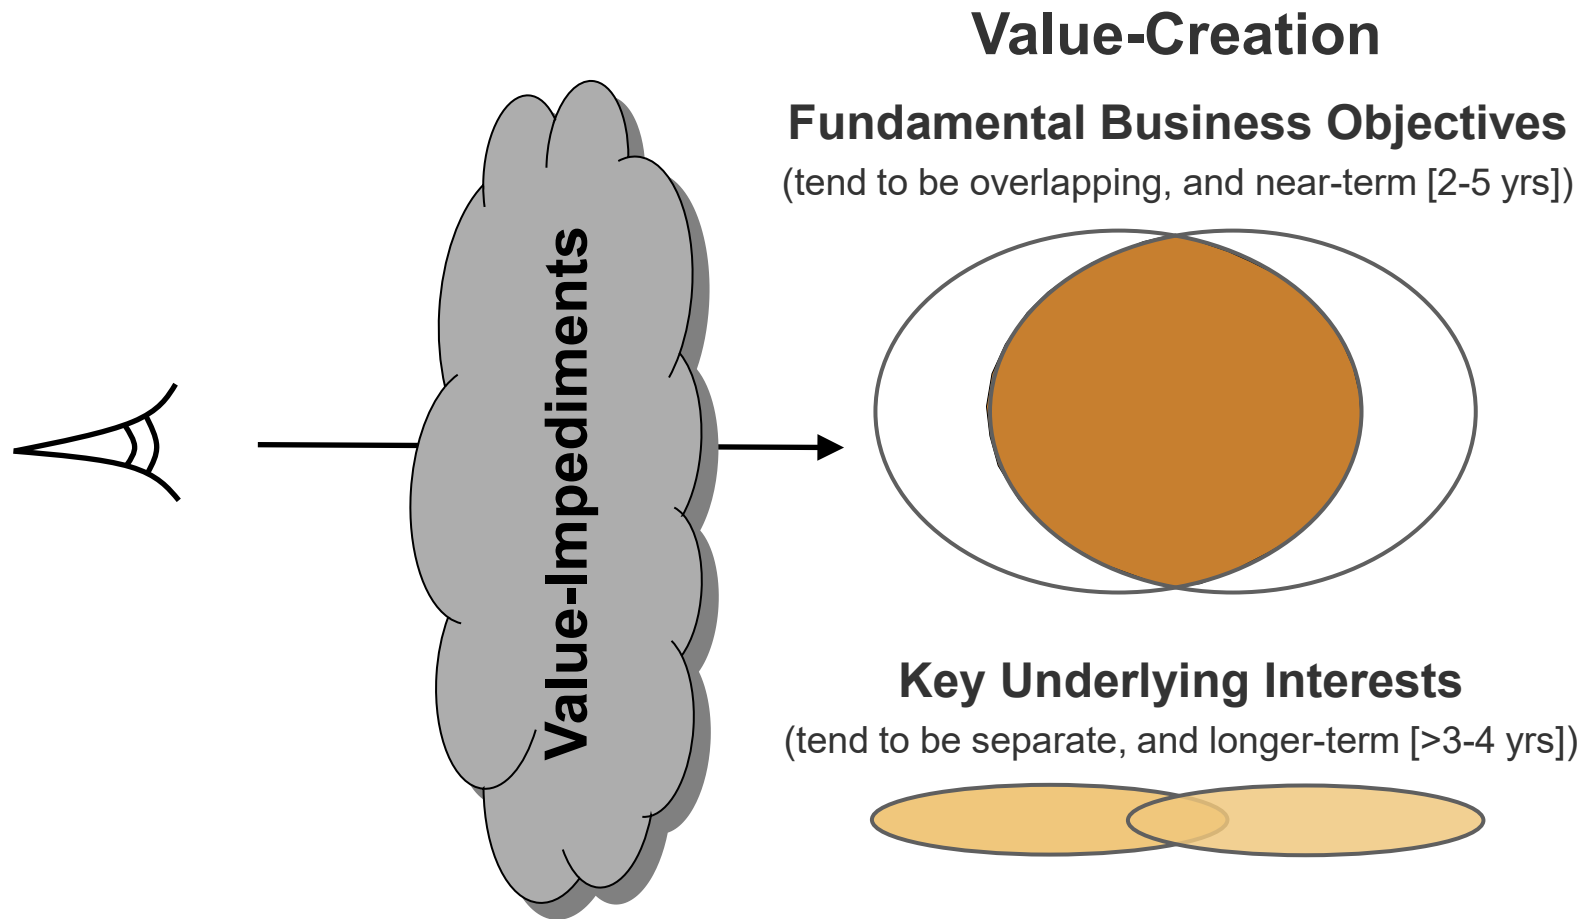 Value-Creation
Fundamental Business Objectives
(tend to be overlapping, and near-term [2-5 yrs])
Value-Impediments
Key Underlying Interests
(tend to be separate, and longer-term [>3-4 yrs])